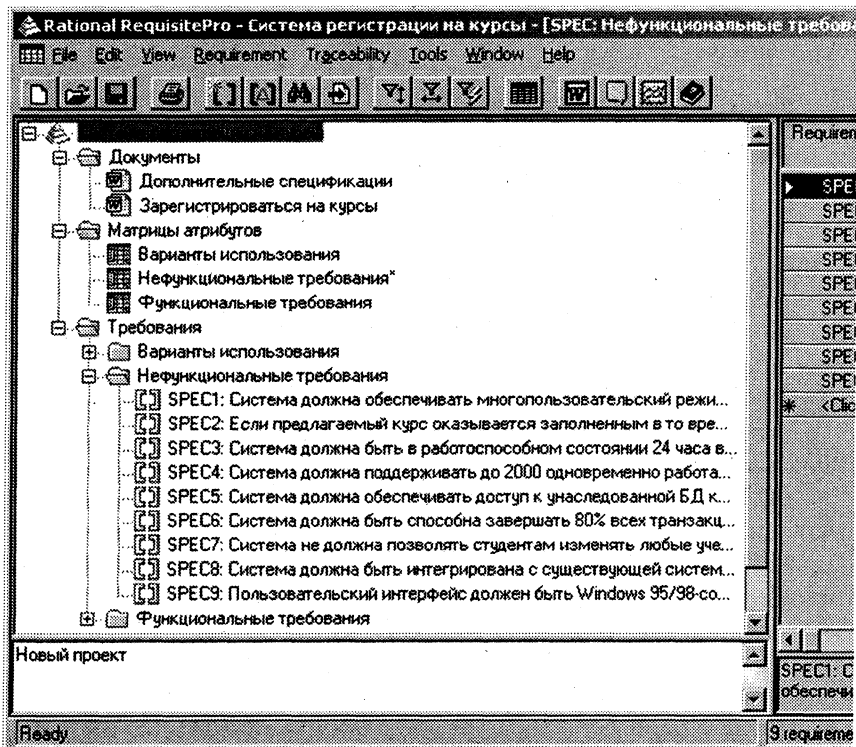 Rational RequisitePro - Система регистрации на курсы - [SPEC: Нефункциональные требов
File Edit View Requirement Traceability Tools Window Help
Requirem
Документы
Дополнительные спецификации
Зарегистрироваться на курсы
Матрицы атрибутов
Варианты использования
Нефункциональные требования*
Функциональные требования
Требования
Варианты использования
Нефункциональные требования
SPEC1: Система должна обеспечивать многопользовательский режи...
SPEC2: Если предлагаемый курс оказывается заполненным в то вре...
SPEC3: Система должна быть в работоспособном состоянии 24 часа в...
SPEC4: Система должна поддерживать до 2000 одновременно работа...
SPEC5: Система должна обеспечивать доступ к унаследованной БД к...
SPEC6: Система должна быть способна завершать 80% всех транзакц...
SPEC7: Система не должна позволять студентам изменять любые уче...
SPEC8: Система должна быть интегрирована с существующей систем...
SPEC9: Пользовательский интерфейс должен быть Windows 95/98-со...
Функциональные требования
SPE
SPE
SPE
SPE
SPE
SPE
SPE
SPE
SPE
* <Clic
Новый проект
SPEC1: С
обеспечи
Ready
9 requireme